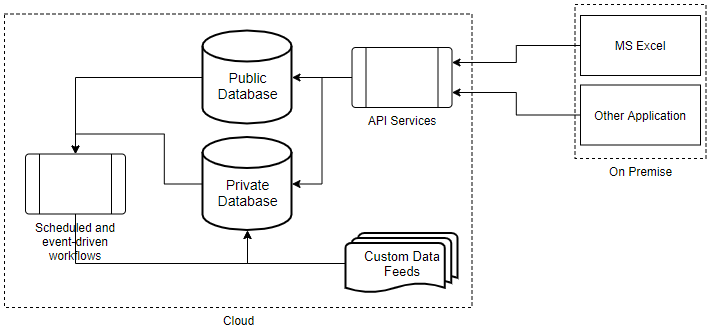 Public
Database
API Services
MS Excel
Other Application
On Premise
Private
Database
Scheduled and
event-driven
workflows
Custom Data
Feeds
Cloud